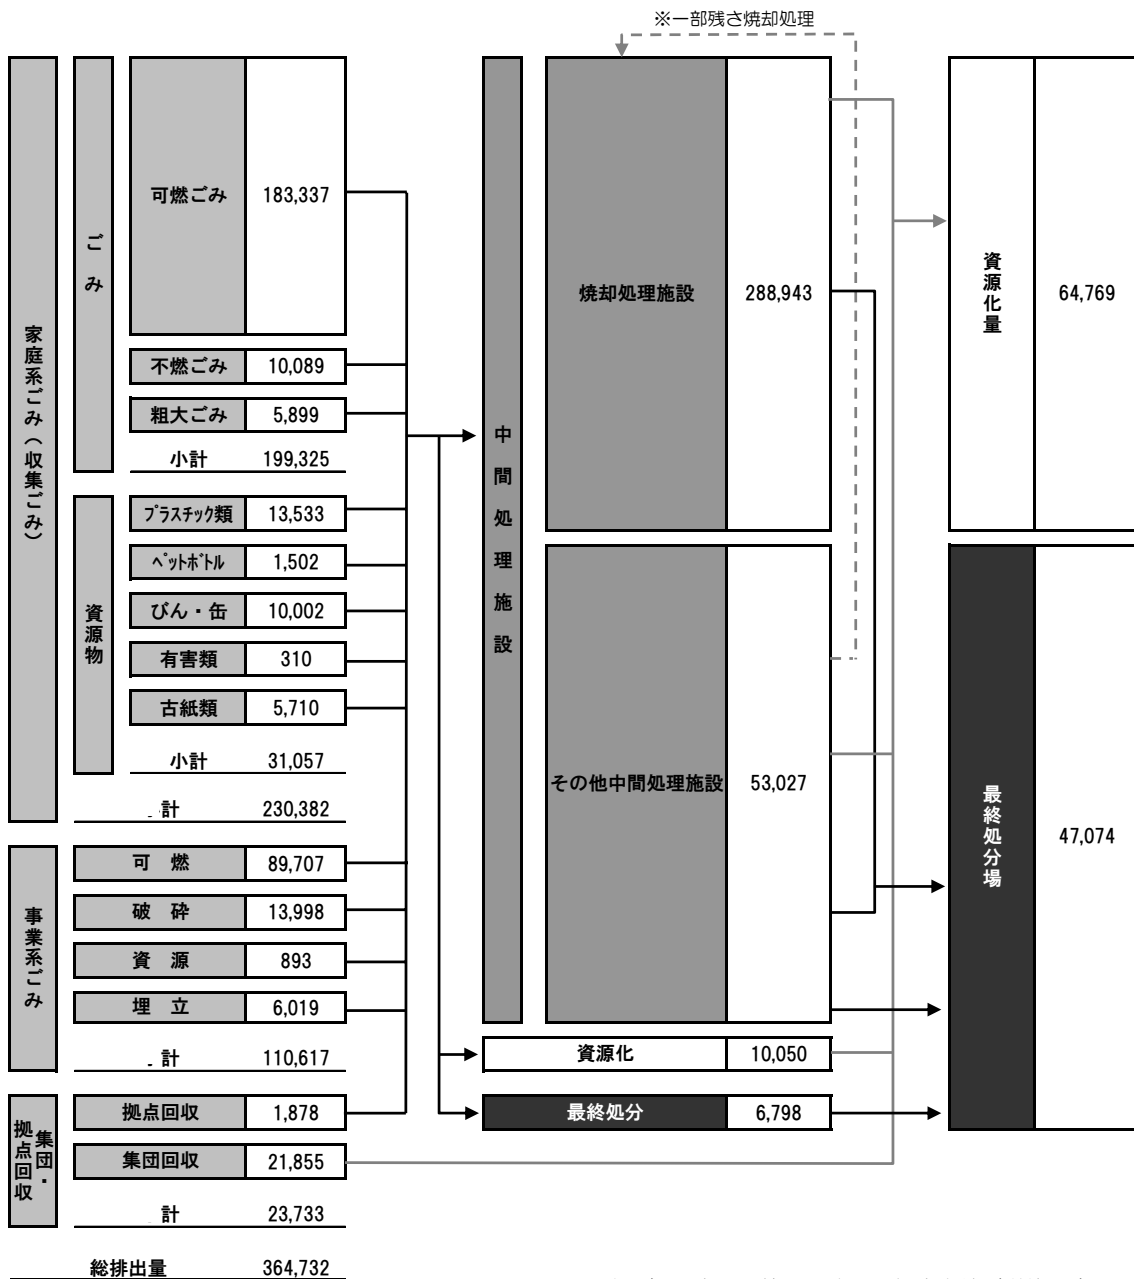 ※一部残さ焼却処理
家庭系ごみ（収集ごみ）
ごみ
可燃ごみ 183,337
不燃ごみ 10,089
粗大ごみ 5,899
小計 199,325
資源物
プラスチック類 13,533
ペットボトル 1,502
びん・缶 10,002
有害類 310
古紙類 5,710
小計 31,057
計 230,382
事業系ごみ
可　燃 89,707
破　砕 13,998
資　源 893
埋　立 6,019
計 110,617
集団・
拠点回収
拠点回収 1,878
集団回収 21,855
計 23,733
総排出量 364,732
中間処理施設
焼却処理施設 288,943
その他中間処理施設 53,027
資源化 10,050
最終処分 6,798
資源化量 64,769
最終処分場 47,074